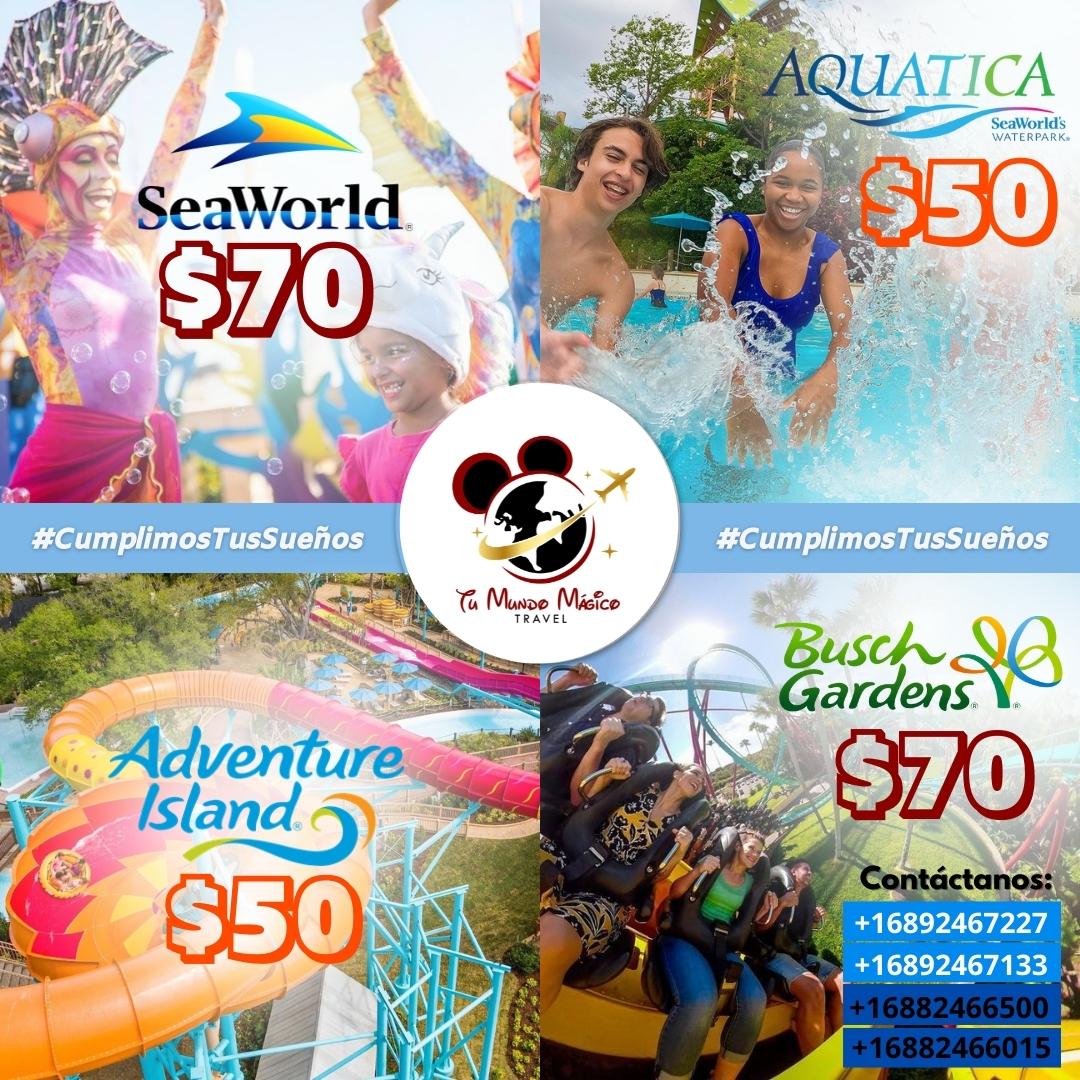 SeaWorld®
$70
AQUATICA
SeaWorld's
WATERPARK®
$50
#CumplimosTusSueños
Tu Mundo Mágico
TRAVEL
#CumplimosTusSueños
Adventure
Island®
$50
Busch
Gardens®
®
$70
Contáctanos:
+16892467227
+16892467133
+16882466500
+16882466015